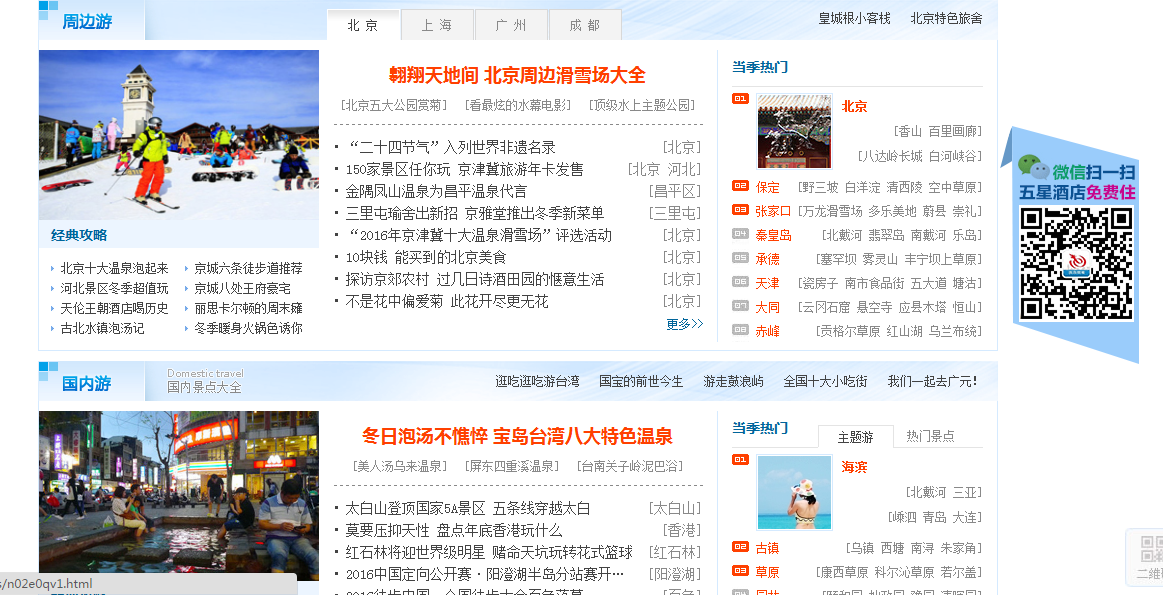 周边游
北 京
上 海
广 州
成 都
皇城根小客栈 北京特色旅舍
翱翔天地间 北京周边滑雪场大全
[北京五大公园赏菊] [看最炫的水幕电影] [顶级水上主题公园]
“二十四节气”入列世界非遗名录 [北京]
150家景区任你玩 京津冀旅游年卡发售 [北京 河北]
金隅凤山温泉为昌平温泉代言 [昌平区]
三里屯瑜舍出新招 京雅堂推出冬季新菜单 [三里屯]
“2016年京津冀十大温泉滑雪场”评选活动 [北京]
10块钱 能买到的北京美食 [北京]
探访京郊农村 过几日诗酒田园的惬意生活 [北京]
不是花中偏爱菊 此花开尽更无花 [北京]
更多>>
经典攻略
北京十大温泉泡起来 京城六条徒步道推荐
河北景区冬季超值玩 京城八处王府豪宅
天伦王朝酒店喝历史 丽思卡尔顿的周末瘫
古北水镇泡汤记 冬季暖身火锅色诱你
当季热门
01 北京
[香山 百里画廊]
[八达岭长城 白河峡谷]
02 保定 [野三坡 白洋淀 清西陵 空中草原]
03 张家口 [万龙滑雪场 多乐美地 蔚县 崇礼]
04 秦皇岛 [北戴河 翡翠岛 南戴河 乐岛]
05 承德 [塞罕坝 雾灵山 丰宁坝上草原]
06 天津 [瓷房子 南市食品街 五大道 塘沽]
07 大同 [云冈石窟 悬空寺 应县木塔 恒山]
08 赤峰 [贡格尔草原 红山湖 乌兰布统]
微信扫一扫
五星酒店免费住
国内游
Domestic travel
国内景点大全
逛吃逛吃游台湾 国宝的前世今生 游走鼓浪屿 全国十大小吃街 我们一起去广元!
冬日泡汤不憔悴 宝岛台湾八大特色温泉
[美人汤乌来温泉] [屏东四重溪温泉] [台南关子岭泥巴浴]
太白山登顶国家5A景区 五条线穿越太白 [太白山]
莫要压抑天性 盘点年底香港玩什么 [香港]
红石林将迎世界级明星 赌命天坑玩转花式篮球 [红石林]
2016中国定向公开赛·阳澄湖半岛分站赛开… [阳澄湖]
当季热门
主题游
热门景点
01 海滨
[北戴河 三亚]
[嵊泗 青岛 大连]
02 古镇 [乌镇 西塘 南浔 朱家角]
03 草原 [康西草原 科尔沁草原 若尔盖]
s/n02e0qv1.html